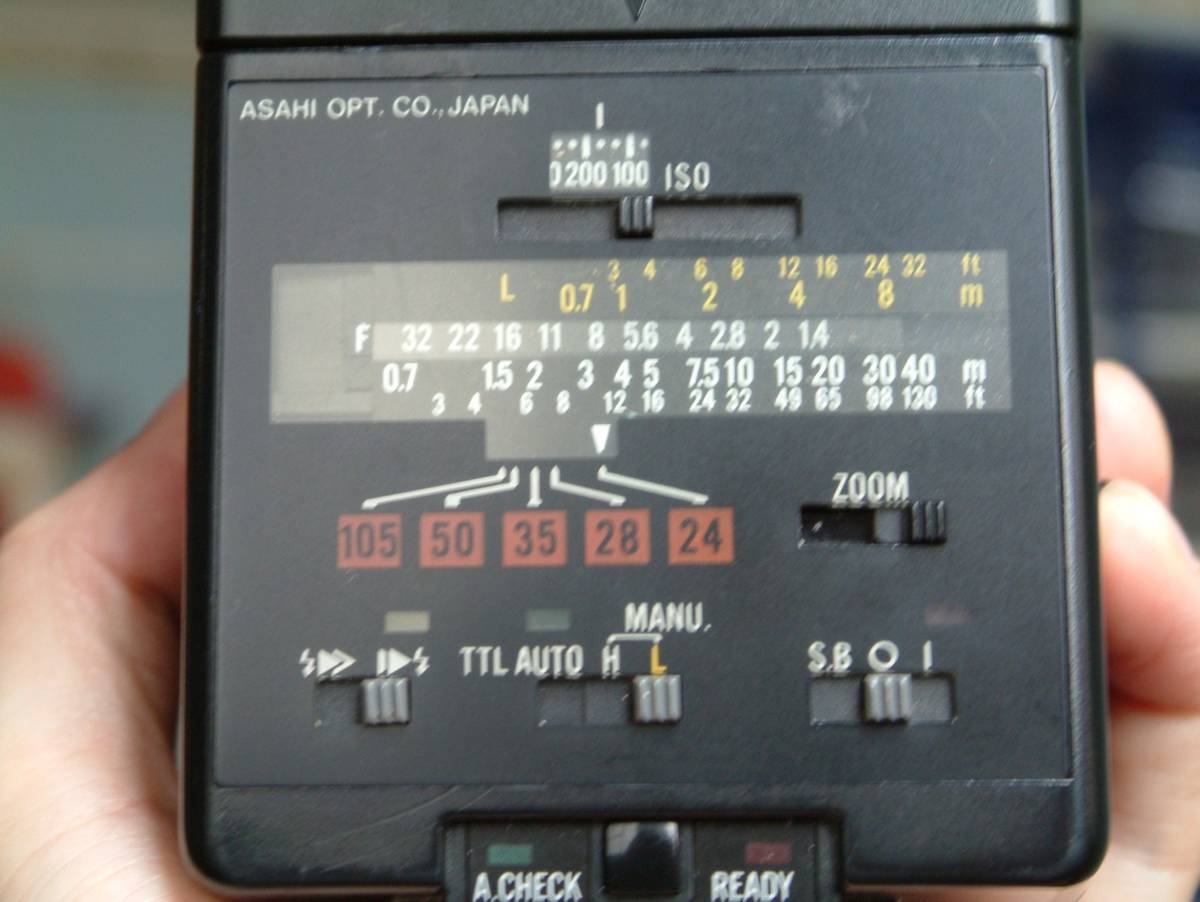 ASAHI OPT. CO., JAPAN
0 200 100 ISO
3 4 6 8 12 16 24 32 ft
L 0.7 1 2 4 8 m
F 32 22 16 11 8 5.6 4 2.8 2 1.4
0.7 1.5 2 3 4 5 7.5 10 15 20 30 40 m
3 4 6 8 12 16 24 32 49 65 98 130 ft
ZOOM
105 50 35 28 24
MANU.
TTL AUTO H L S.B O I
A.CHECK READY